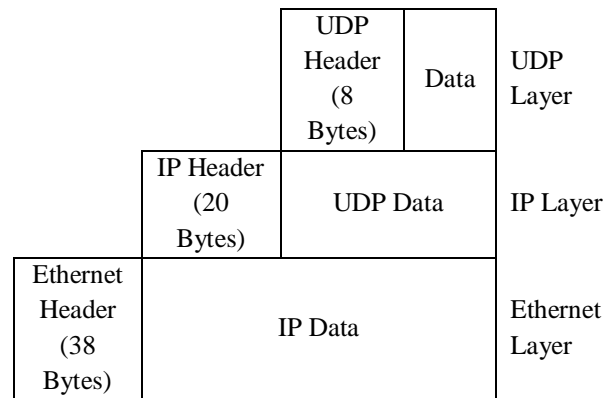 UDP
Header
(8
Bytes)
Data
UDP
Layer
IP Header
(20
Bytes)
UDP Data
IP Layer
Ethernet
Header
(38
Bytes)
IP Data
Ethernet
Layer